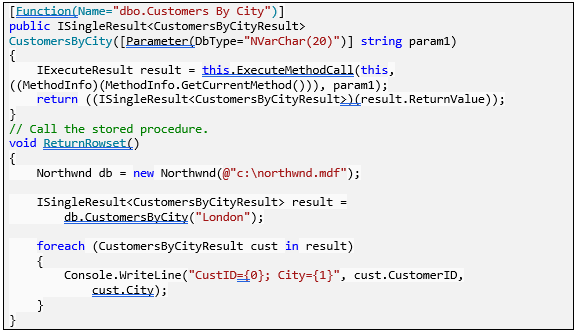 [Function(Name="dbo.Customers By City")]
public ISingleResult<CustomersByCityResult>
CustomersByCity([Parameter(DbType="NVarChar(20)")] string param1)
{
    IExecuteResult result = this.ExecuteMethodCall(this,
((MethodInfo)(MethodInfo.GetCurrentMethod())), param1);
    return ((ISingleResult<CustomersByCityResult>)(result.ReturnValue));
}
// Call the stored procedure.
void ReturnRowset()
{
    Northwnd db = new Northwnd(@"c:\northwnd.mdf");

    ISingleResult<CustomersByCityResult> result =
        db.CustomersByCity("London");

    foreach (CustomersByCityResult cust in result)
    {
        Console.WriteLine("CustID={0}; City={1}", cust.CustomerID,
            cust.City);
    }
}